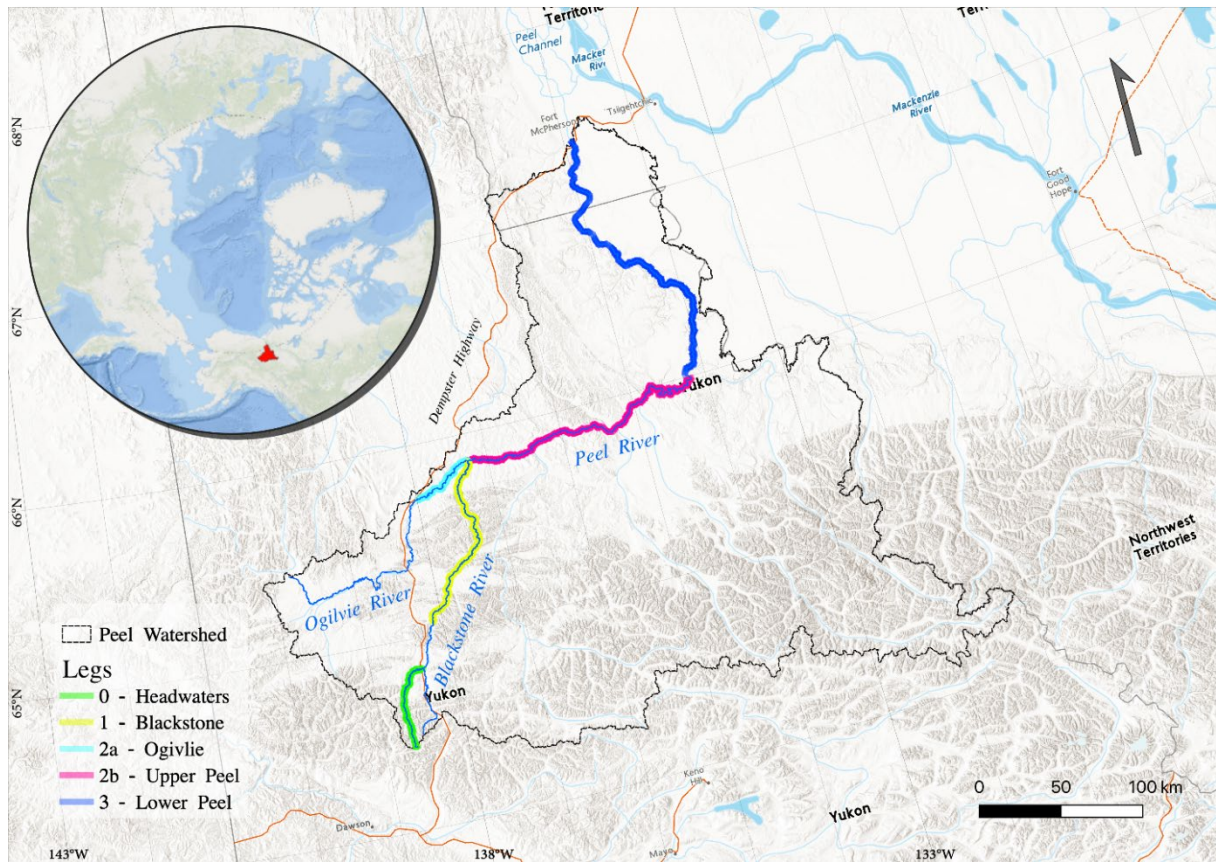 Territories
Territories
Peel
Channel
River
Tsiigehtchic
Fort
McPherson
Mackenzie
River
Fort
Good
Hope
68°N
67°N
66°N
65°N
Dempster Highway
Yukon
Peel River
Northwest
Territories
Ogilvie River
Blackstone River
Yukon
Peel Watershed
Legs
0 - Headwaters
1 - Blackstone
2a - Ogivlie
2b - Upper Peel
3 - Lower Peel
Keno
Hill
0 50 100 km
Dawson
Mayo
Yukon
143°W
138°W
133°W